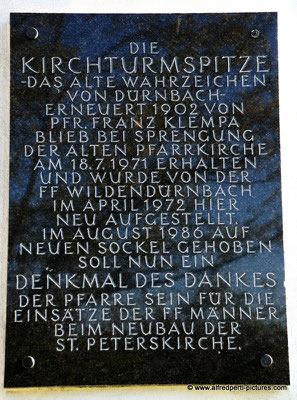 DIE
KIRCHTURMSPITZE
-DAS ALTE WAHRZEICHEN
VON DÜRNBACH-
ERNEUERT 1902 VON
PFR. FRANZ KLEMPA
BLIEB BEI SPRENGUNG
DER ALTEN PFARRKIRCHE
AM 18.7.1971 ERHALTEN
UND WURDE VON DER
FF WILDENDÜRNBACH
IM APRIL 1972 HIER
NEU AUFGESTELLT.
IM AUGUST 1986 AUF
NEUEN SOCKEL GEHOBEN
SOLL NUN EIN
DENKMAL DES DANKES
DER PFARRE SEIN FÜR DIE
EINSÄTZE DER FF MÄNNER
BEIM NEUBAU DER
ST. PETERSKIRCHE.
© www.alfredperti-pictures.com